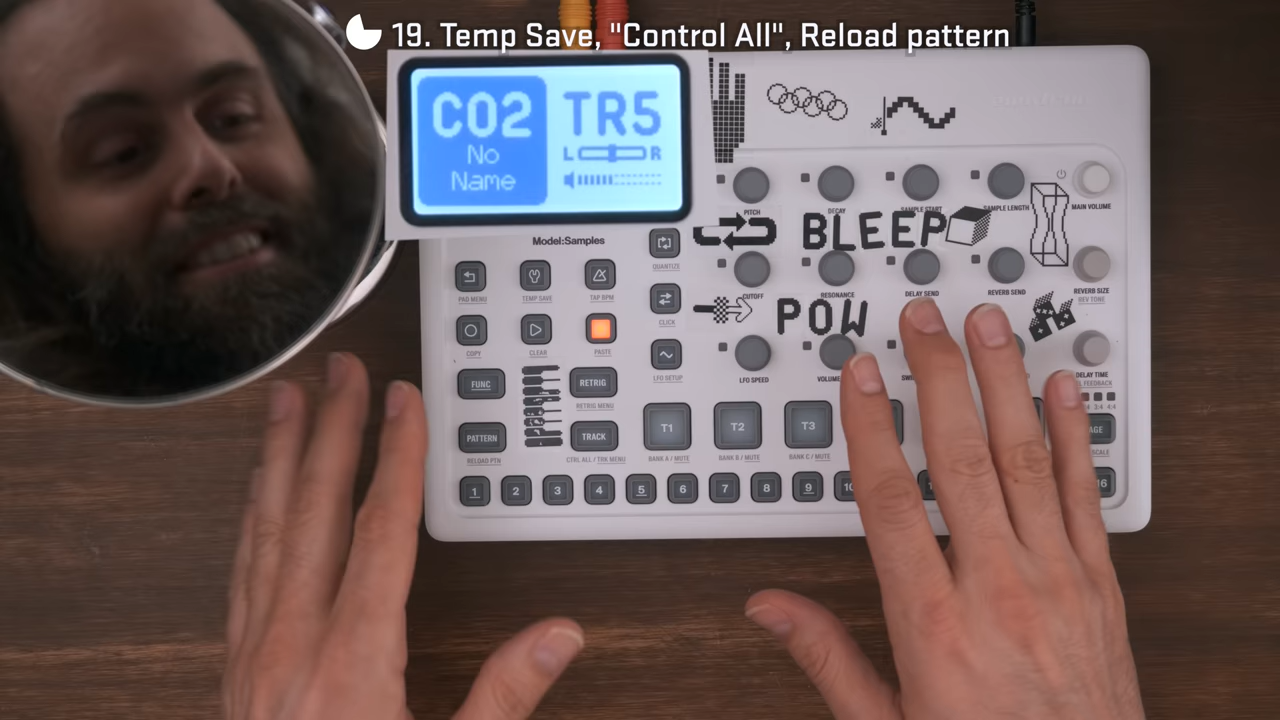 19. Temp Save, "Control All", Reload pattern
C02
No
Name
TR5
L R
Model:Samples
PITCH
DECAY
SAMPLE START
SAMPLE LENGTH
MAIN VOLUME
BLEEP
QUANTIZE
PAD MENU
TEMP SAVE
TAP BPM
CUTOFF
RESONANCE
DELAY SEND
REVERB SEND
REVERB SIZE
REV TONE
POW
CLICK
COPY
CLEAR
PASTE
LFO SETUP
LFO SPEED
VOLUME
DELAY TIME
FEEDBACK
FUNC
RETRIG
RETRIG MENU
T1
T2
T3
PATTERN
TRACK
RELOAD PTN
CTRL ALL / TRK MENU
BANK A / MUTE
BANK B / MUTE
BANK C / MUTE
SCALE
1 2 3 4 5 6 7 8 9 10 16